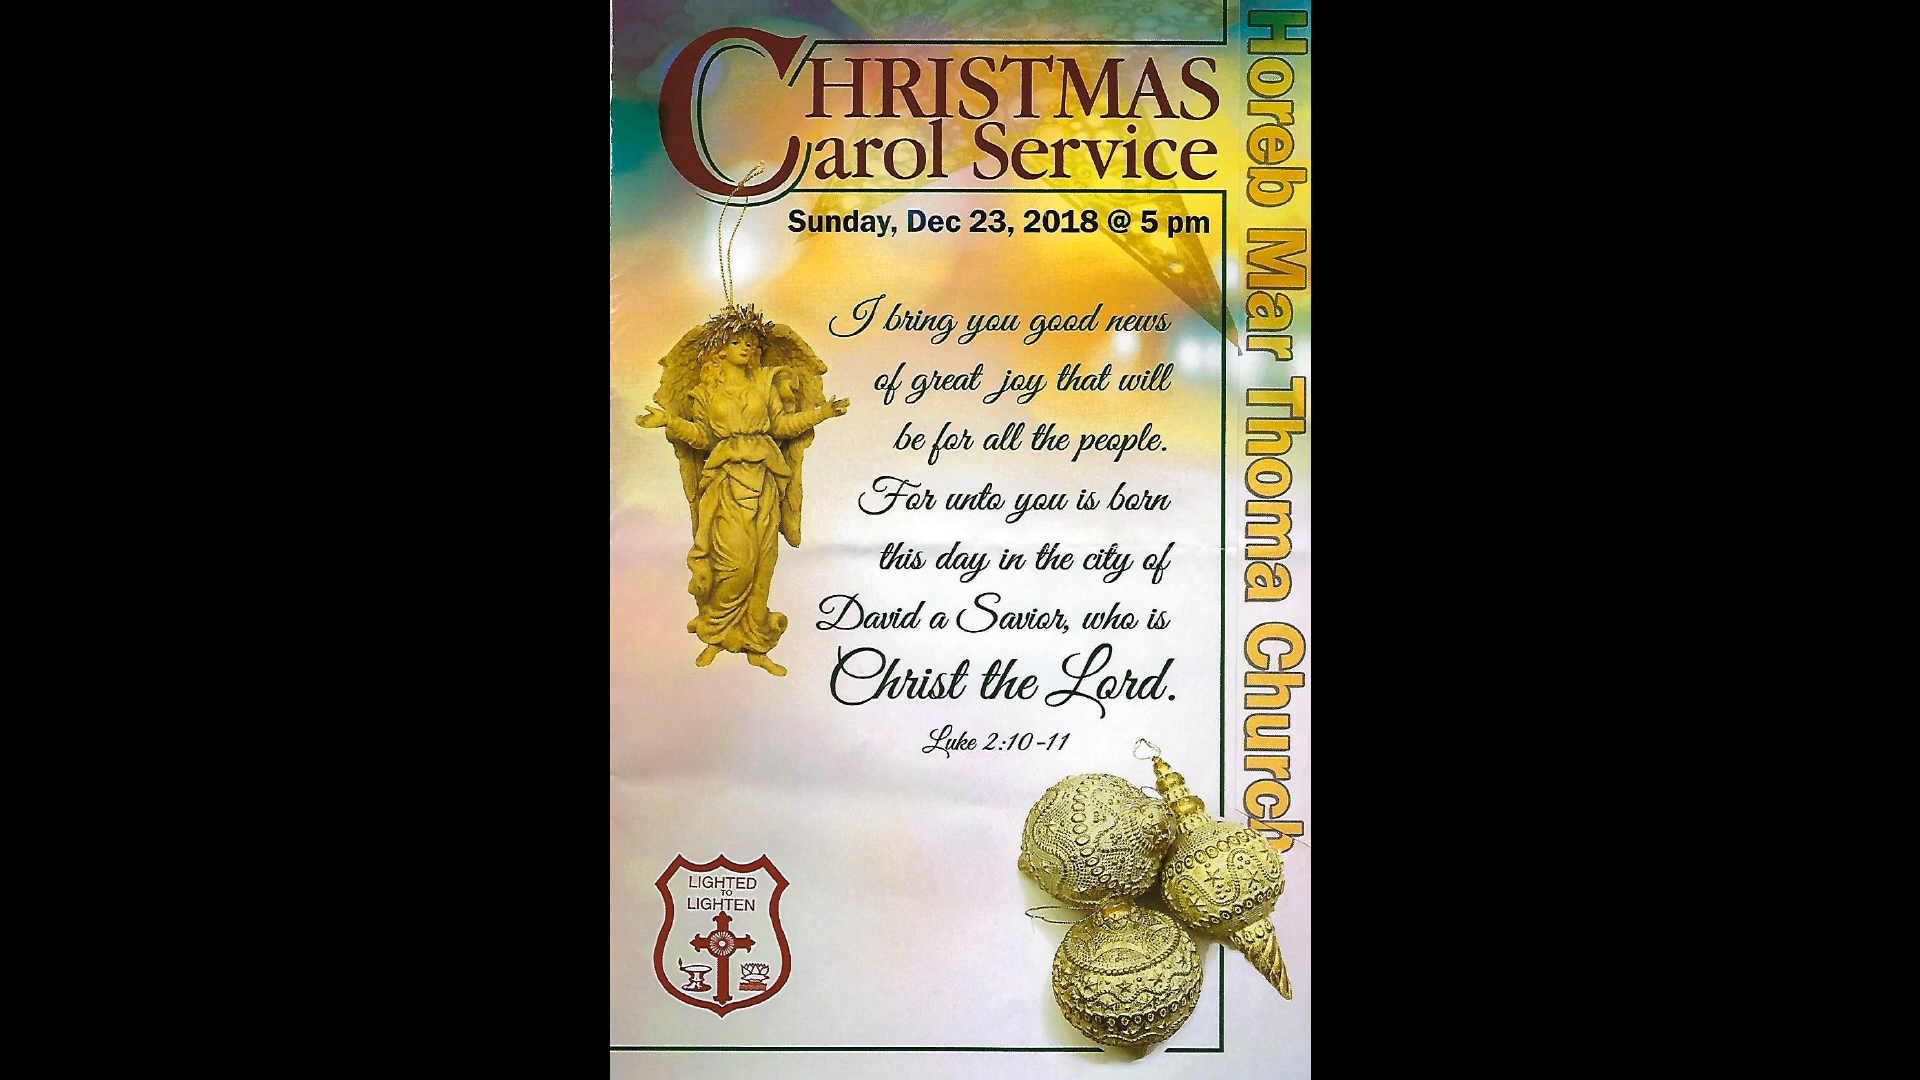 CHRISTMAS
Carol Service
Sunday, Dec 23, 2018 @ 5 pm
I bring you good news
of great joy that will
be for all the people.
For unto you is born
this day in the city of
David a Savior, who is
Christ the Lord.
Luke 2:10-11
LIGHTED
TO
LIGHTEN
Horeb Mar Thoma Church